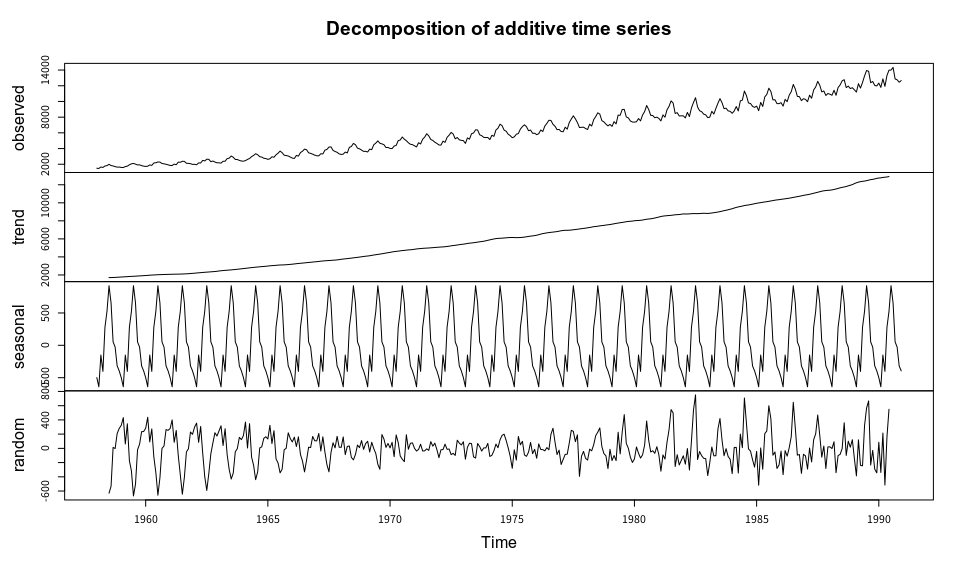 Decomposition of additive time series
observed
2000 8000 14000
trend
2000 6000 10000
seasonal
0 500
random
-600 0 400
1960 1965 1970 1975 1980 1985 1990
Time